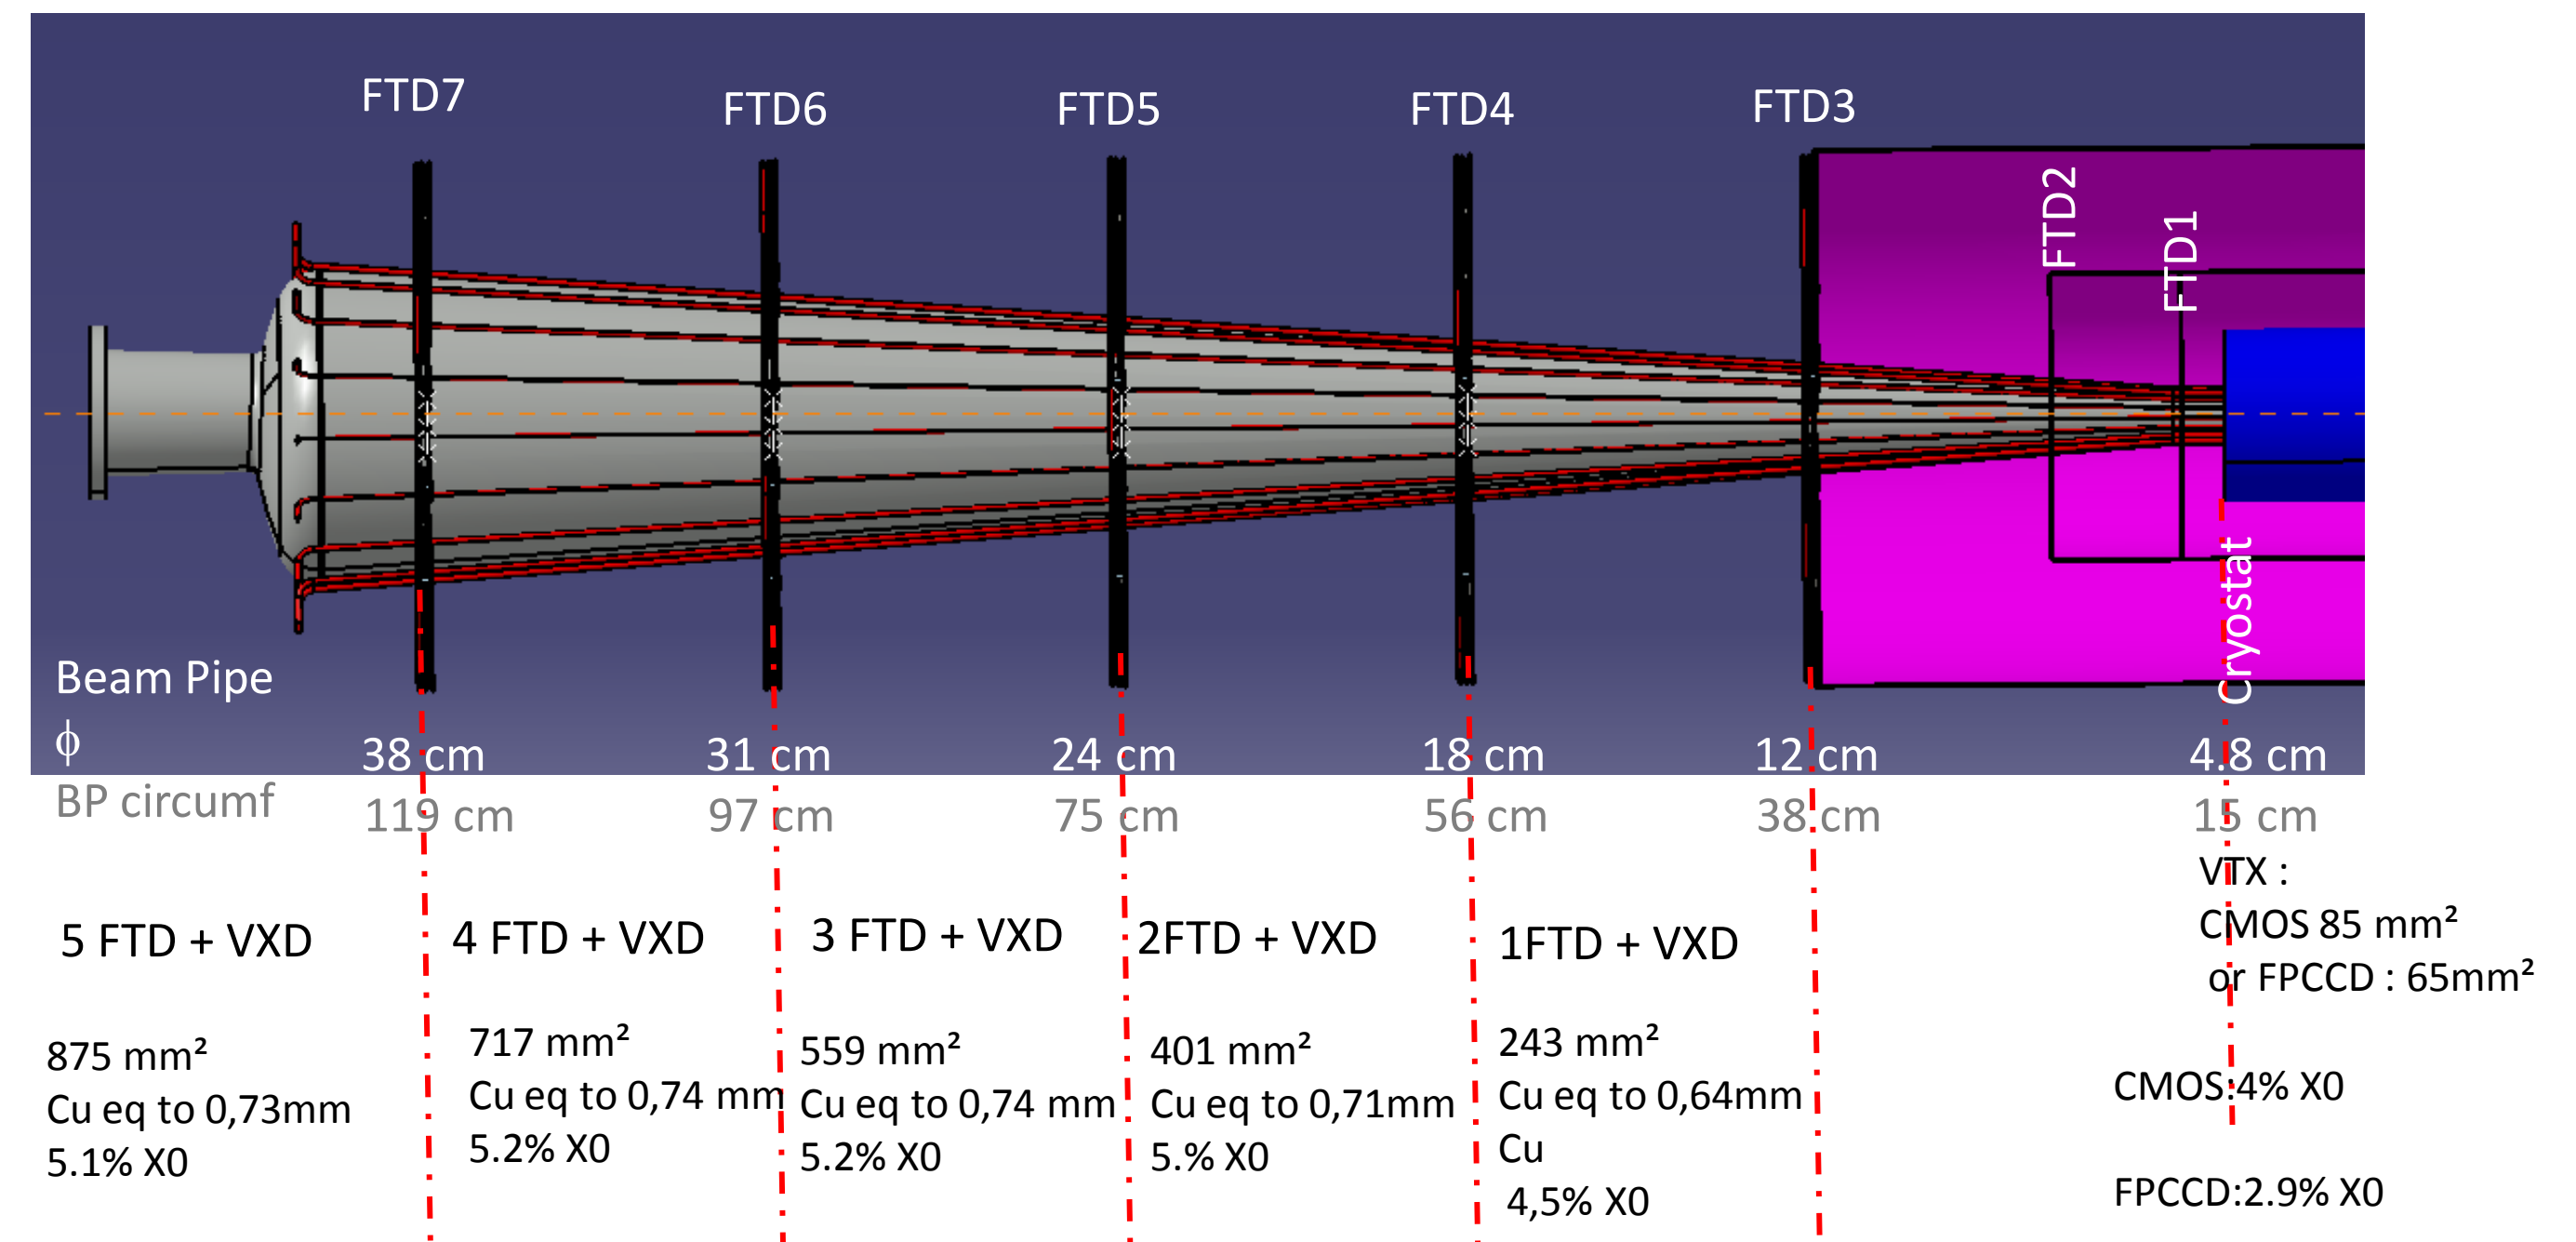 FTD7
FTD6
FTD5
FTD4
FTD3
FTD2
FTD1
Cryostat
Beam Pipe
ϕ
38 cm
31 cm
24 cm
18 cm
12 cm
4.8 cm
BP circumf
119 cm
97 cm
75 cm
56 cm
38 cm
15 cm
5 FTD + VXD
875 mm²
Cu eq to 0,73mm
5.1% X0
4 FTD + VXD
717 mm²
Cu eq to 0,74 mm
5.2% X0
3 FTD + VXD
559 mm²
Cu eq to 0,74 mm
5.2% X0
2FTD + VXD
401 mm²
Cu eq to 0,71mm
5.% X0
1FTD + VXD
243 mm²
Cu eq to 0,64mm
Cu
4,5% X0
VTX :
CMOS 85 mm²
or FPCCD : 65mm²
CMOS:4% X0
FPCCD:2.9% X0